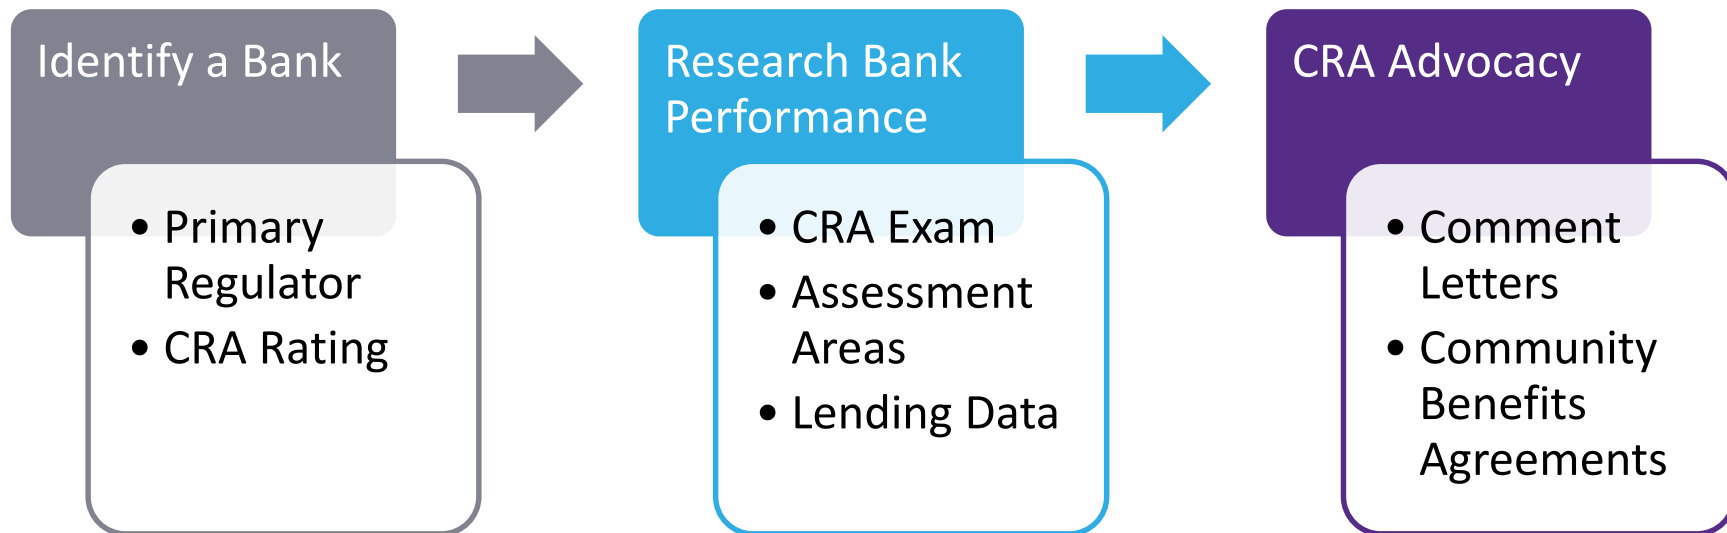 Identify a Bank
• Primary
Regulator
• CRA Rating
Research Bank
Performance
• CRA Exam
• Assessment
Areas
• Lending Data
CRA Advocacy
• Comment
Letters
• Community
Benefits
Agreements